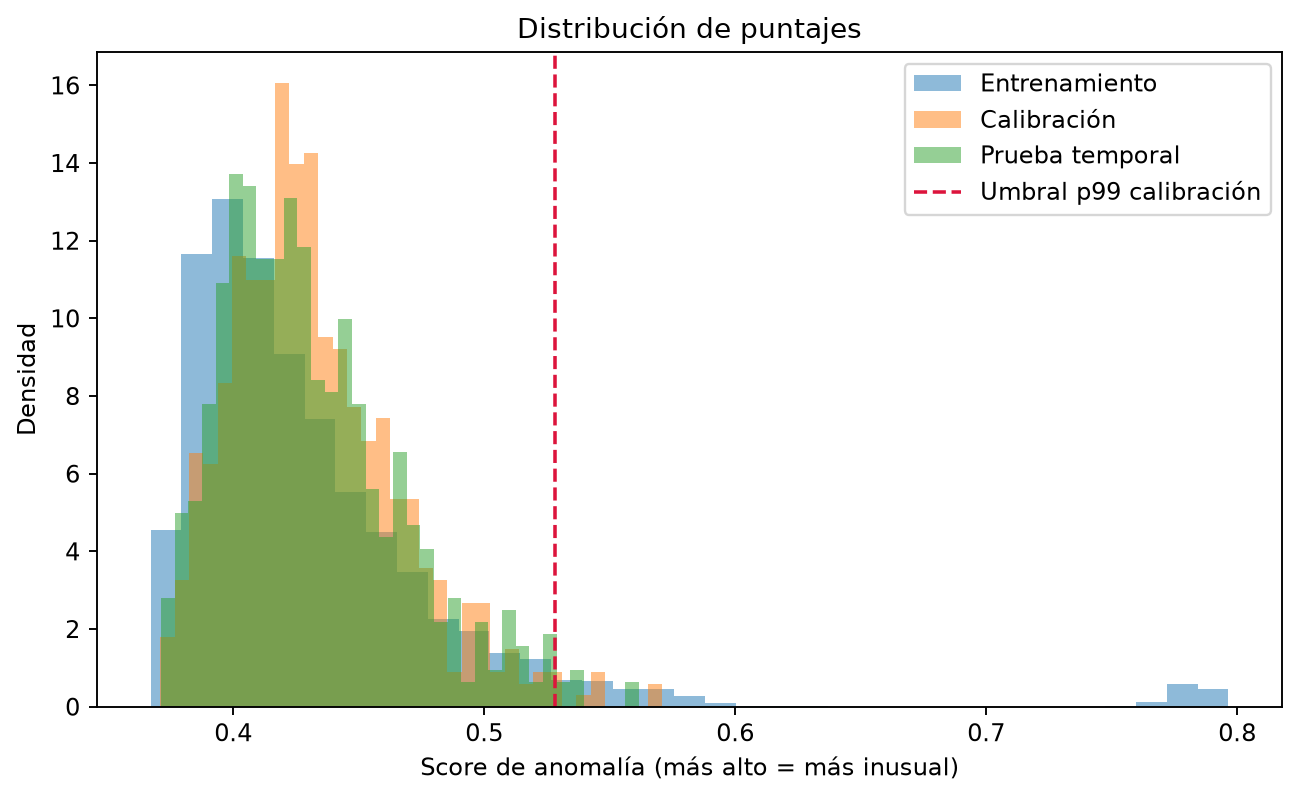 Distribución de puntajes
Entrenamiento
Calibración
Prueba temporal
Umbral p99 calibración
Densidad
16
14
12
10
8
6
4
2
0
0.4
0.5
0.6
0.7
0.8
Score de anomalía (más alto = más inusual)